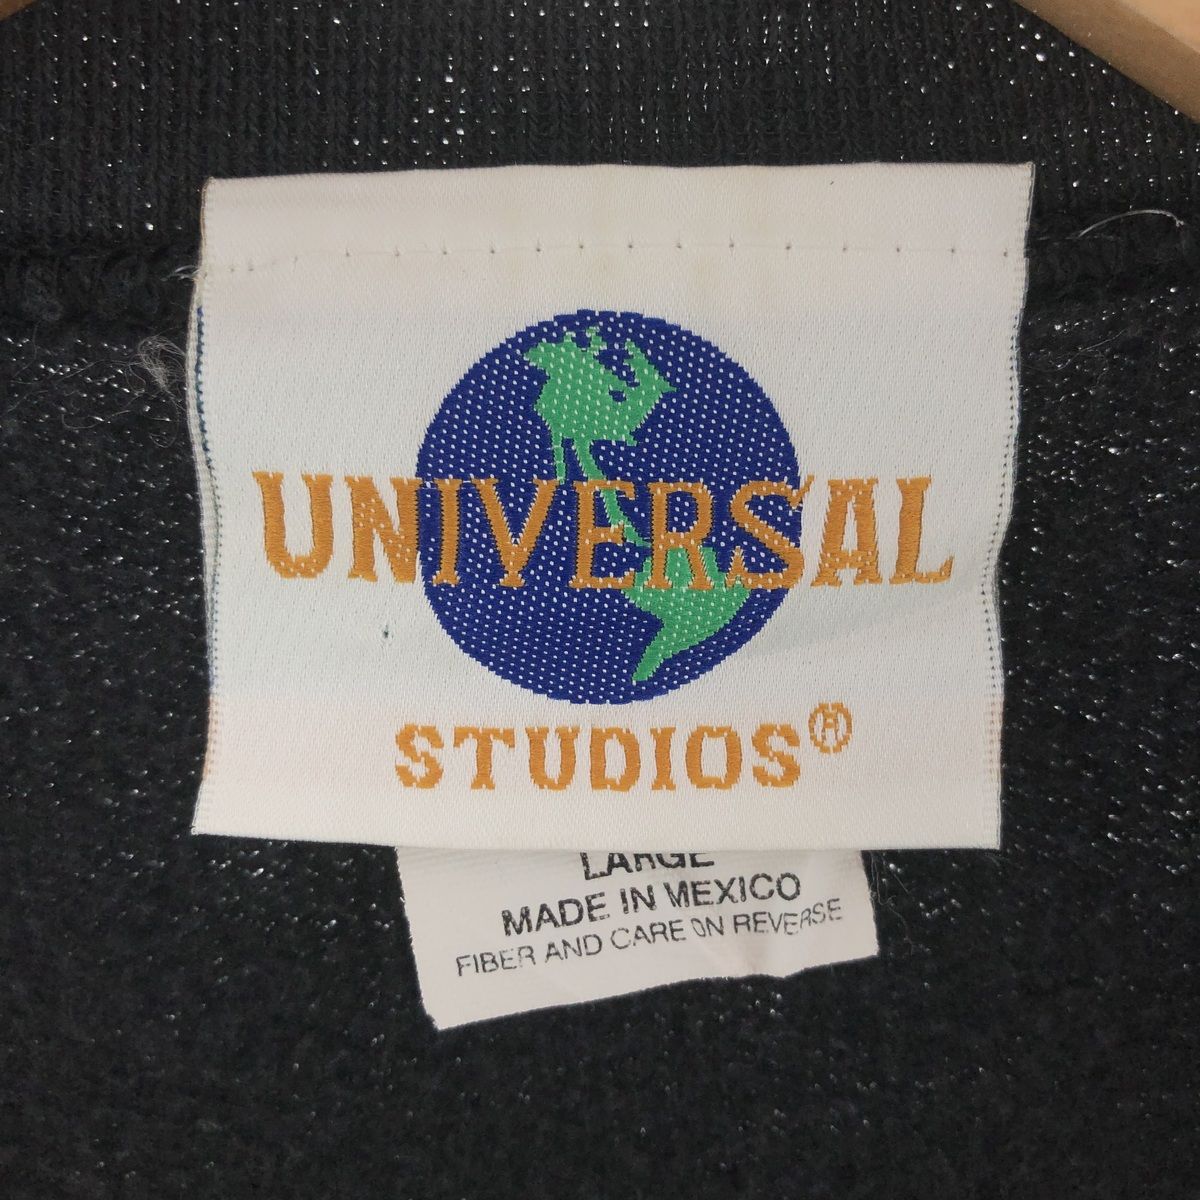 UNIVERSAL
STUDIOS®
LARGE
MADE IN MEXICO
FIBER AND CARE ON REVERSE